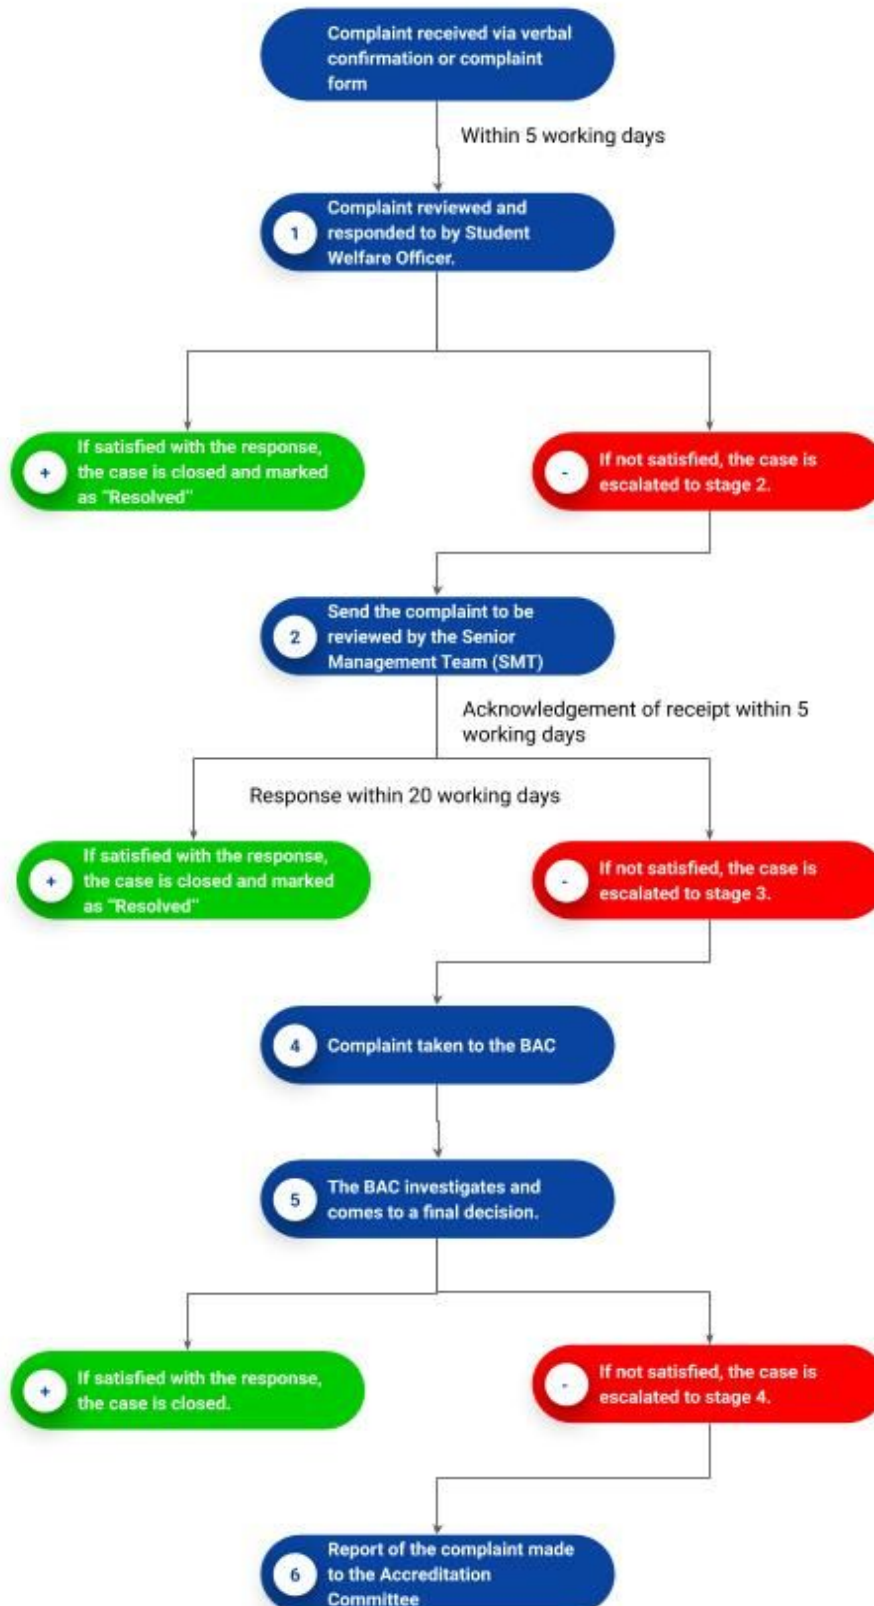 Complaint received via verbal
confirmation or complaint
form
Within 5 working days
1
Complaint reviewed and
responded to by Student
Welfare Officer.
+
If satisfied with the response,
the case is closed and marked
as "Resolved"
-
If not satisfied, the case is
escalated to stage 2.
2
Send the complaint to be
reviewed by the Senior
Management Team (SMT)
Acknowledgement of receipt within 5
working days
Response within 20 working days
+
If satisfied with the response,
the case is closed and marked
as "Resolved"
-
If not satisfied, the case is
escalated to stage 3.
4
Complaint taken to the BAC
5
The BAC investigates and
comes to a final decision.
+
If satisfied with the response,
the case is closed.
-
If not satisfied, the case is
escalated to stage 4.
6
Report of the complaint made
to the Accreditation
Committee